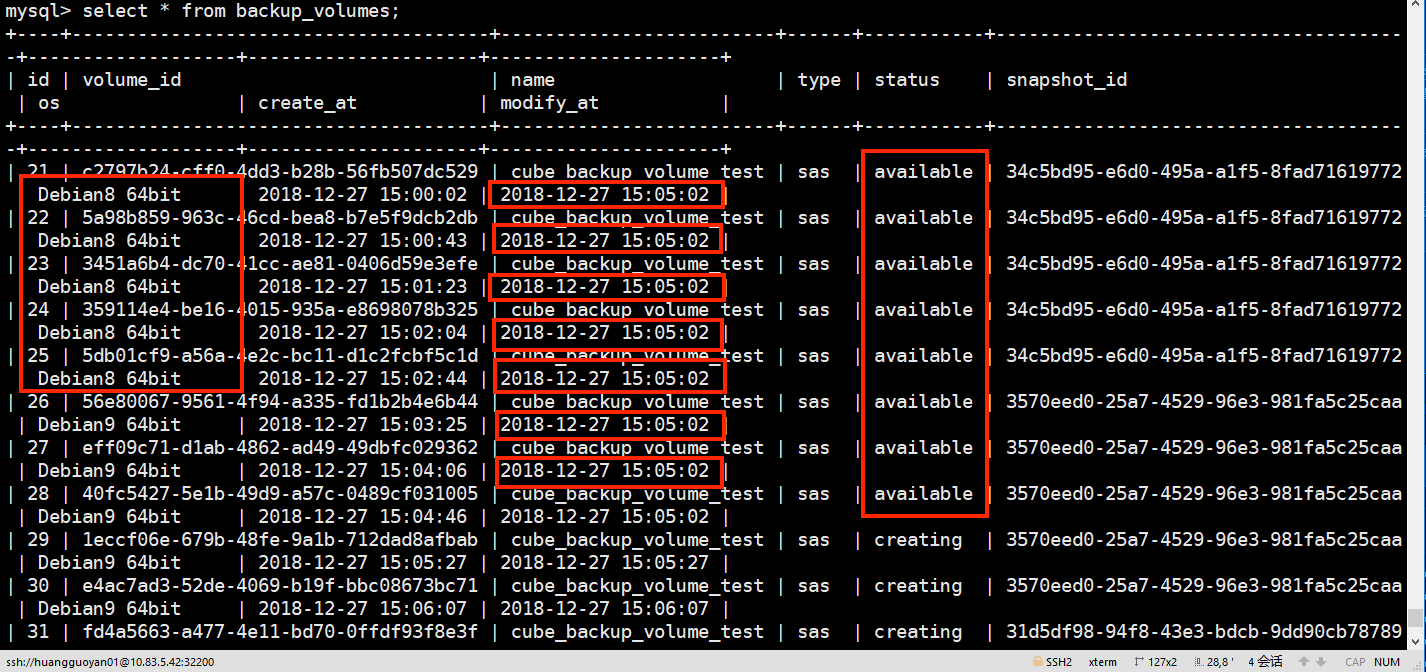 mysql> select * from backup_volumes;
+----+--------------------------------------+----------------------------+------+-----------+--------------------------------------
-+---------------------+---------------------+---------------------+
| id | volume_id | name | type | status | snapshot_id
| os | create_at | modify_at |
+----+--------------------------------------+----------------------------+------+-----------+--------------------------------------
-+---------------------+---------------------+---------------------+
| 21 | c2797b24-cff0-4dd3-b28b-56fb507dc529 | cube_backup_volume_test | sas | available | 34c5bd95-e6d0-495a-a1f5-8fad71619772
Debian8 64bit | 2018-12-27 15:00:02 | 2018-12-27 15:05:02 |
| 22 | 5a98b859-963c-46cd-bea8-b7e5f9dcb2db | cube_backup_volume_test | sas | available | 34c5bd95-e6d0-495a-a1f5-8fad71619772
Debian8 64bit 2018-12-27 15:00:43 | 2018-12-27 15:05:02 |
| 23 | 3451a6b4-dc70-41cc-ae81-0406d59e3efe | cube_backup_volume_test | sas | available | 34c5bd95-e6d0-495a-a1f5-8fad71619772
Debian8 64bit 2018-12-27 15:01:23 | 2018-12-27 15:05:02 |
| 24 | 359114e4-be16-4015-935a-e8698078b325 | cube_backup_volume_test | sas | available | 34c5bd95-e6d0-495a-a1f5-8fad71619772
Debian8 64bit 2018-12-27 15:02:04 | 2018-12-27 15:05:02 |
| 25 | 5db01cf9-a56a-4e2c-bc11-d1c2fcbf5c1d | cube_backup_volume_test | sas | available | 34c5bd95-e6d0-495a-a1f5-8fad71619772
Debian8 64bit 2018-12-27 15:02:44 | 2018-12-27 15:05:02 |
| 26 | 56e80067-9561-4f94-a335-fd1b2b4e6b44 | cube_backup_volume_test | sas | available | 3570eed0-25a7-4529-96e3-981fa5c25caa
| Debian9 64bit | 2018-12-27 15:03:25 | 2018-12-27 15:05:02 |
| 27 | eff09c71-d1ab-4862-ad49-49dbfc029362 | cube_backup_volume_test | sas | available | 3570eed0-25a7-4529-96e3-981fa5c25caa
| Debian9 64bit | 2018-12-27 15:04:06 | 2018-12-27 15:05:02 |
| 28 | 40fc5427-5e1b-49d9-a57c-0489cf031005 | cube_backup_volume_test | sas | available | 3570eed0-25a7-4529-96e3-981fa5c25caa
| Debian9 64bit | 2018-12-27 15:04:46 | 2018-12-27 15:05:02 |
| 29 | 1eccf06e-679b-48fe-9a1b-712dad8afbab | cube_backup_volume_test | sas | creating | 3570eed0-25a7-4529-96e3-981fa5c25caa
| Debian9 64bit | 2018-12-27 15:05:27 | 2018-12-27 15:05:27 |
| 30 | e4ac7ad3-52de-4069-b19f-bbc08673bc71 | cube_backup_volume_test | sas | creating | 3570eed0-25a7-4529-96e3-981fa5c25caa
| Debian9 64bit | 2018-12-27 15:06:07 | 2018-12-27 15:06:07 |
| 31 | fd4a5663-a477-4e11-bd70-0ffdf93f8e3f | cube_backup_volume_test | sas | creating | 31d5df98-94f8-43e3-bdcb-9dd90cb78789
ssh://huangguoyan01@10.83.5.42:32200 SSH2 xterm 127x2 28,8 4 会话 CAP NUM